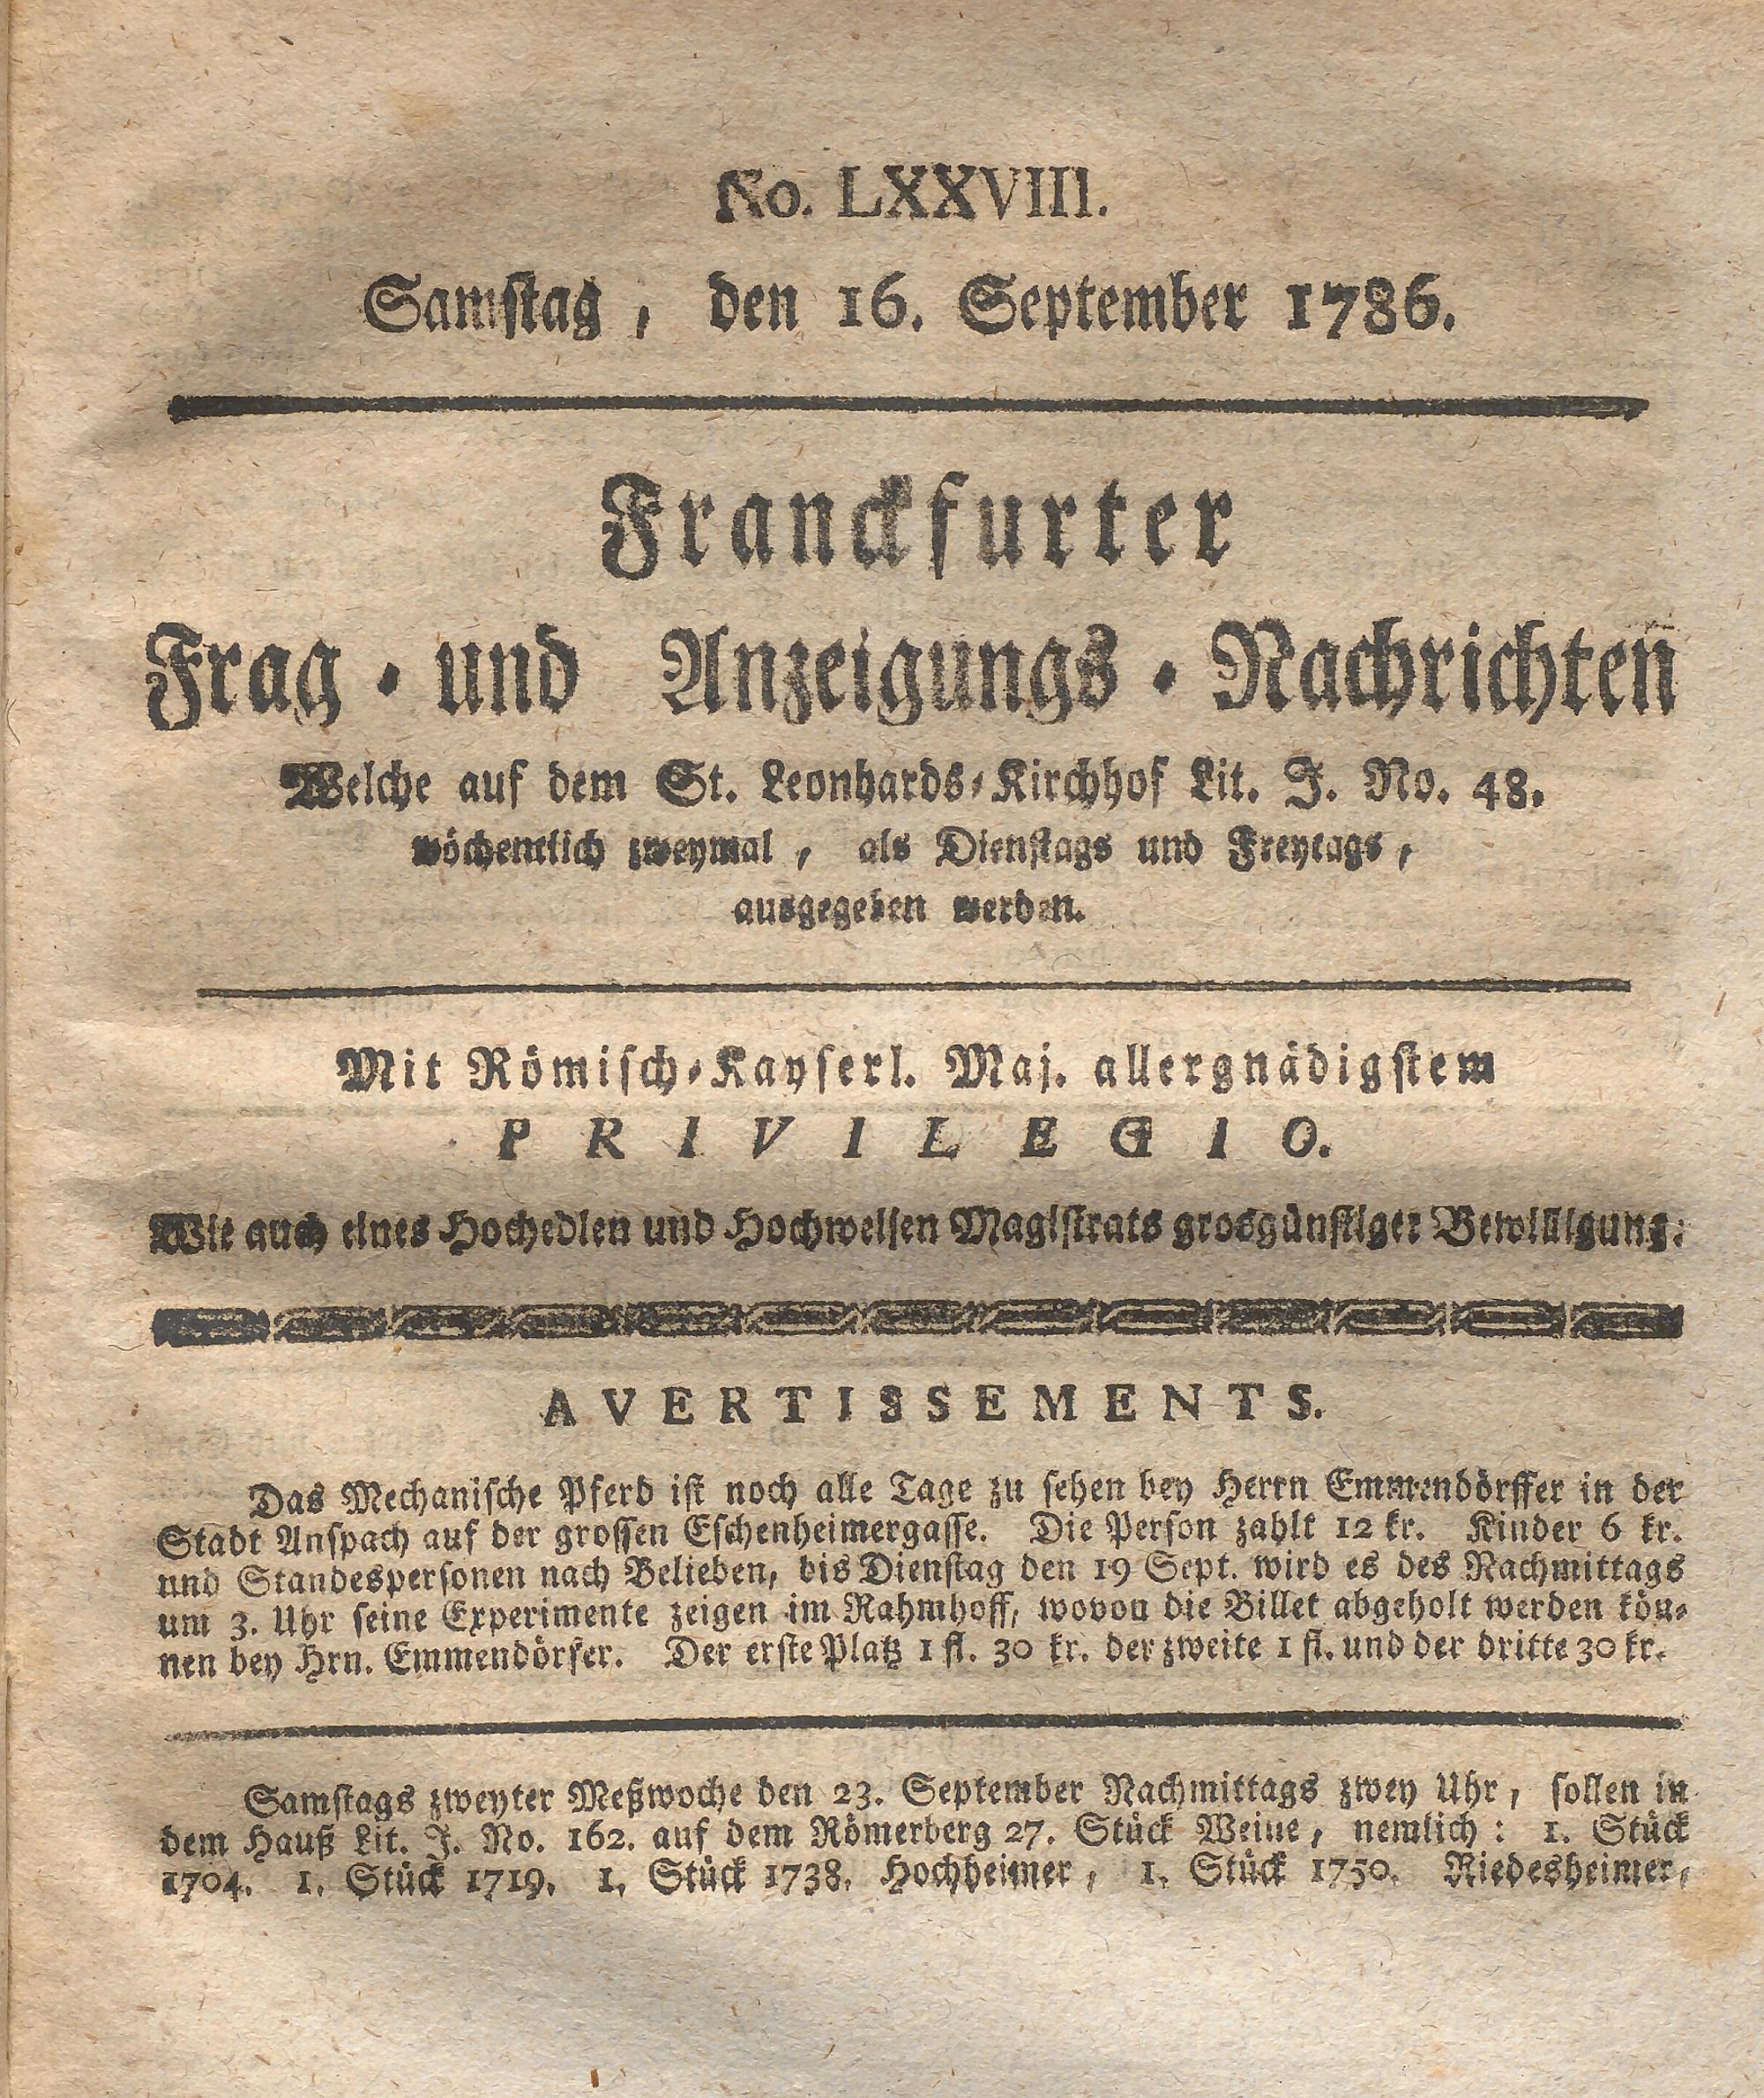 No. LXXVIII.
Samstag, den 16. September 1786.
Franckfurter
Frag- und Anzeigungs-Nachrichten
Welche auf dem St. Leonhards-Kirchhof Lit. J. No. 48.
wöchentlich zweymal, als Dienstags und Freytags,
ausgegeben werden.
Mit Römisch-Kayserl. Maj. allergnädigstem
PRIVILEGIO.
Wie auch eines Hochedlen und Hochweisen Magistrats grosgünstiger Bewilligung.
AVERTISSEMENTS.
Das Mechanische Pferd ist noch alle Tage zu sehen bey Herrn Emmendörffer in der
Stadt Anspach auf der grossen Eschenheimergasse. Die Person zahlt 12 kr. Kinder 6 kr.
und Standespersonen nach Belieben, bis Dienstag den 19 Sept. wird es des Nachmittags
um 3. Uhr seine Experimente zeigen im Rahmhoff, wovon die Billet abgeholt werden kön-
nen bey Hrn. Emmendörfer. Der erste Platz 1 fl. 30 kr. der zweite 1 fl. und der dritte 30 kr.
Samstags zweyter Meßwoche den 23. September Nachmittags zwey Uhr, sollen in
dem Hauß Lit. J. No. 162. auf dem Römerberg 27. Stück Weine, nemlich: 1. Stück
1704. 1. Stück 1719. 1. Stück 1738. Hochheimer, 1. Stück 1750. Riedesheimer,